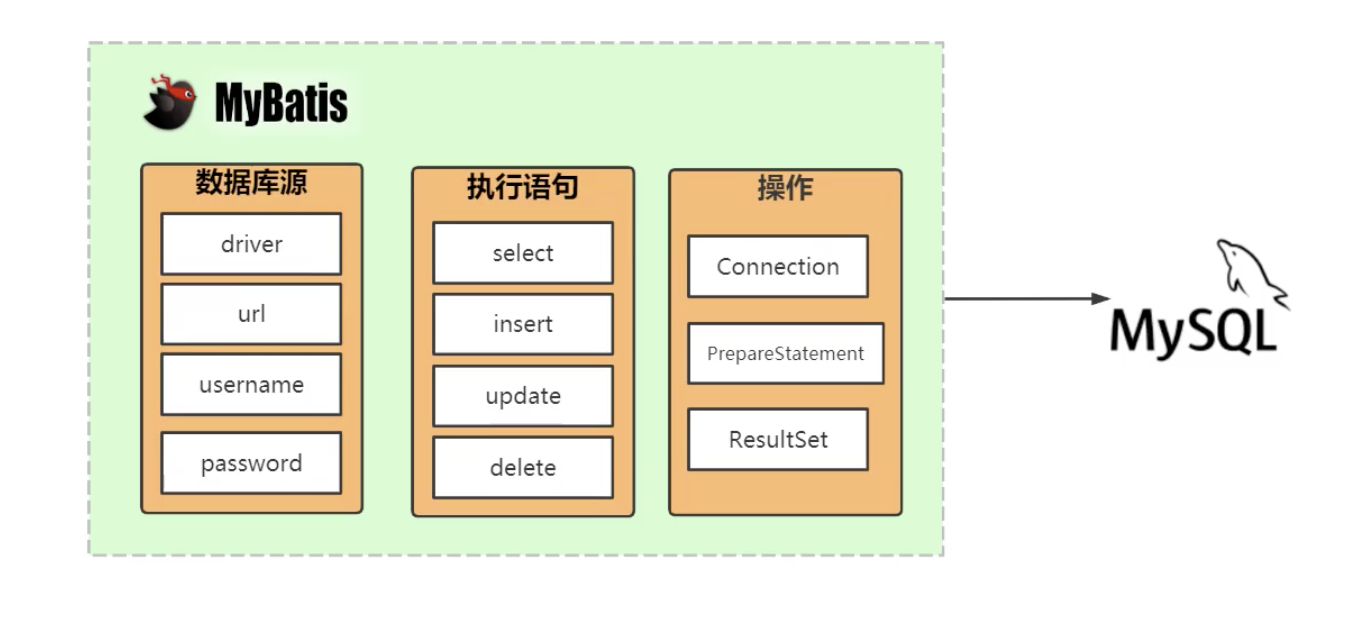 MyBatis
数据库源
driver
url
username
password
执行语句
select
insert
update
delete
操作
Connection
PrepareStatement
ResultSet
MySQL